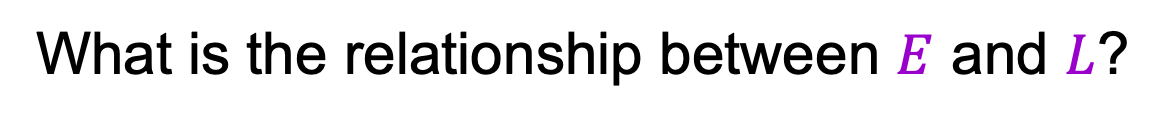 What is the relationship between E and L?